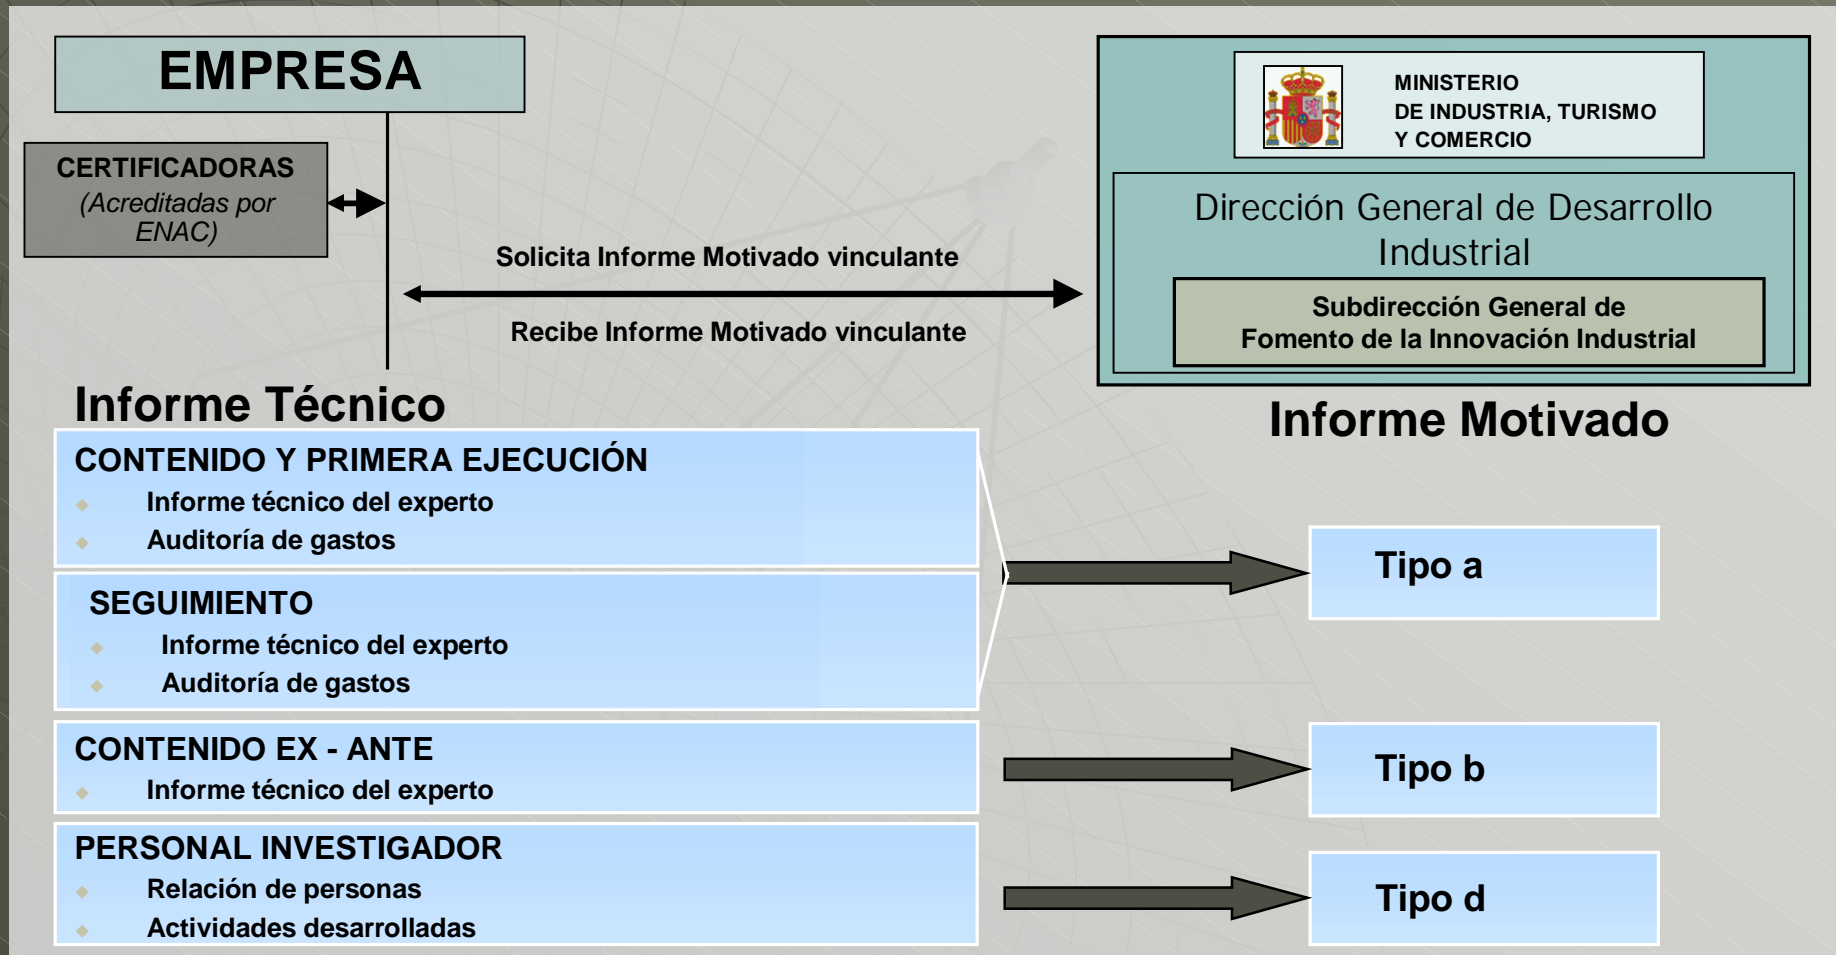 EMPRESA
CERTIFICADORAS
(Acreditadas por
ENAC)
Solicita Informe Motivado vinculante
Recibe Informe Motivado vinculante
MINISTERIO
DE INDUSTRIA, TURISMO
Y COMERCIO
Dirección General de Desarrollo
Industrial
Subdirección General de
Fomento de la Innovación Industrial
Informe Técnico
Informe Motivado
CONTENIDO Y PRIMERA EJECUCIÓN
Informe técnico del experto
Auditoría de gastos
SEGUIMIENTO
Informe técnico del experto
Auditoría de gastos
Tipo a
CONTENIDO EX - ANTE
Informe técnico del experto
Tipo b
PERSONAL INVESTIGADOR
Relación de personas
Actividades desarrolladas
Tipo d